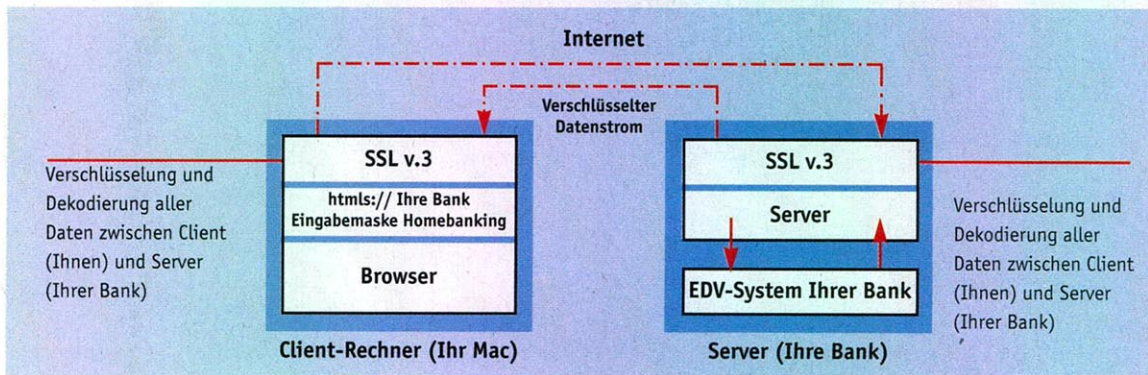 Internet
Verschlüsselter
Datenstrom
Verschlüsselung und
Dekodierung aller
Daten zwischen Client
(Ihnen) und Server
(Ihrer Bank)
SSL v.3
htmls:// Ihre Bank
Eingabemaske Homebanking
Browser
Client-Rechner (Ihr Mac)
SSL v.3
Server
EDV-System Ihrer Bank
Server (Ihre Bank)
Verschlüsselung und
Dekodierung aller
Daten zwischen Client
(Ihnen) und Server
(Ihrer Bank)